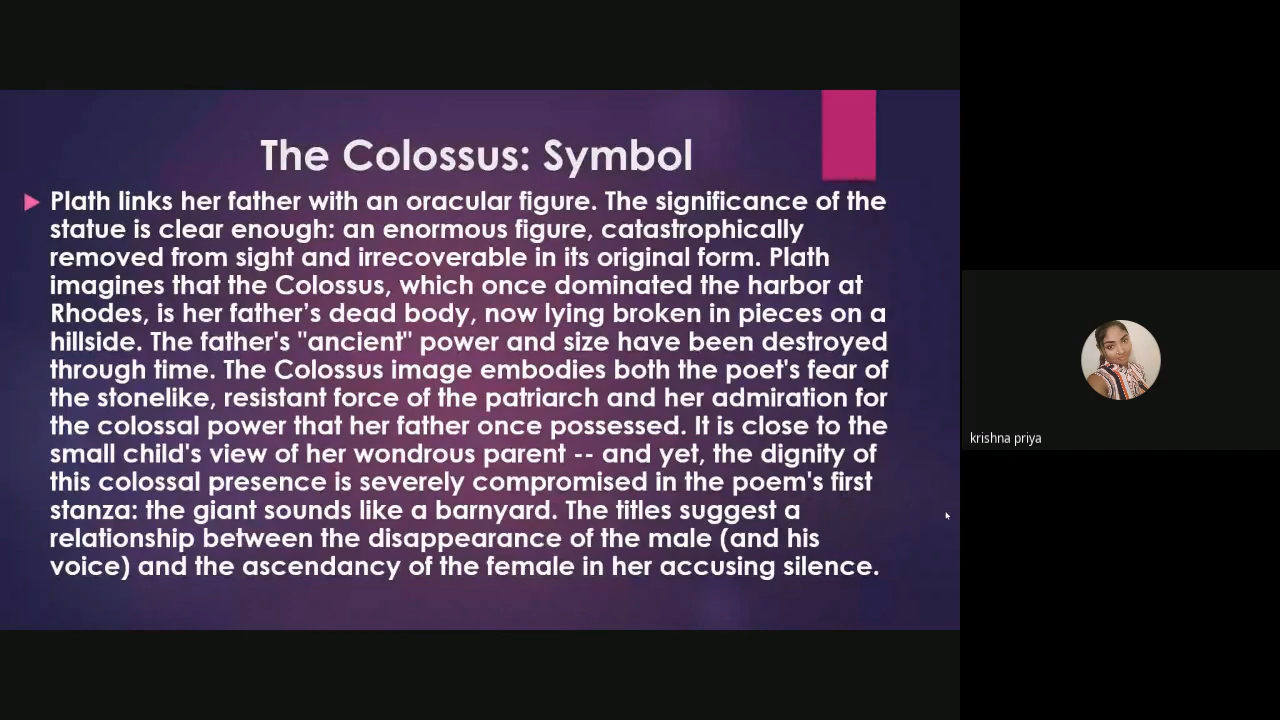 The Colossus: Symbol
Plath links her father with an oracular figure. The significance of the
statue is clear enough: an enormous figure, catastrophically
removed from sight and irrecoverable in its original form. Plath
imagines that the Colossus, which once dominated the harbor at
Rhodes, is her father’s dead body, now lying broken in pieces on a
hillside. The father's "ancient" power and size have been destroyed
through time. The Colossus image embodies both the poet's fear of
the stonelike, resistant force of the patriarch and her admiration for
the colossal power that her father once possessed. It is close to the
small child's view of her wondrous parent -- and yet, the dignity of
this colossal presence is severely compromised in the poem's first
stanza: the giant sounds like a barnyard. The titles suggest a
relationship between the disappearance of the male (and his
voice) and the ascendancy of the female in her accusing silence.
krishna priya